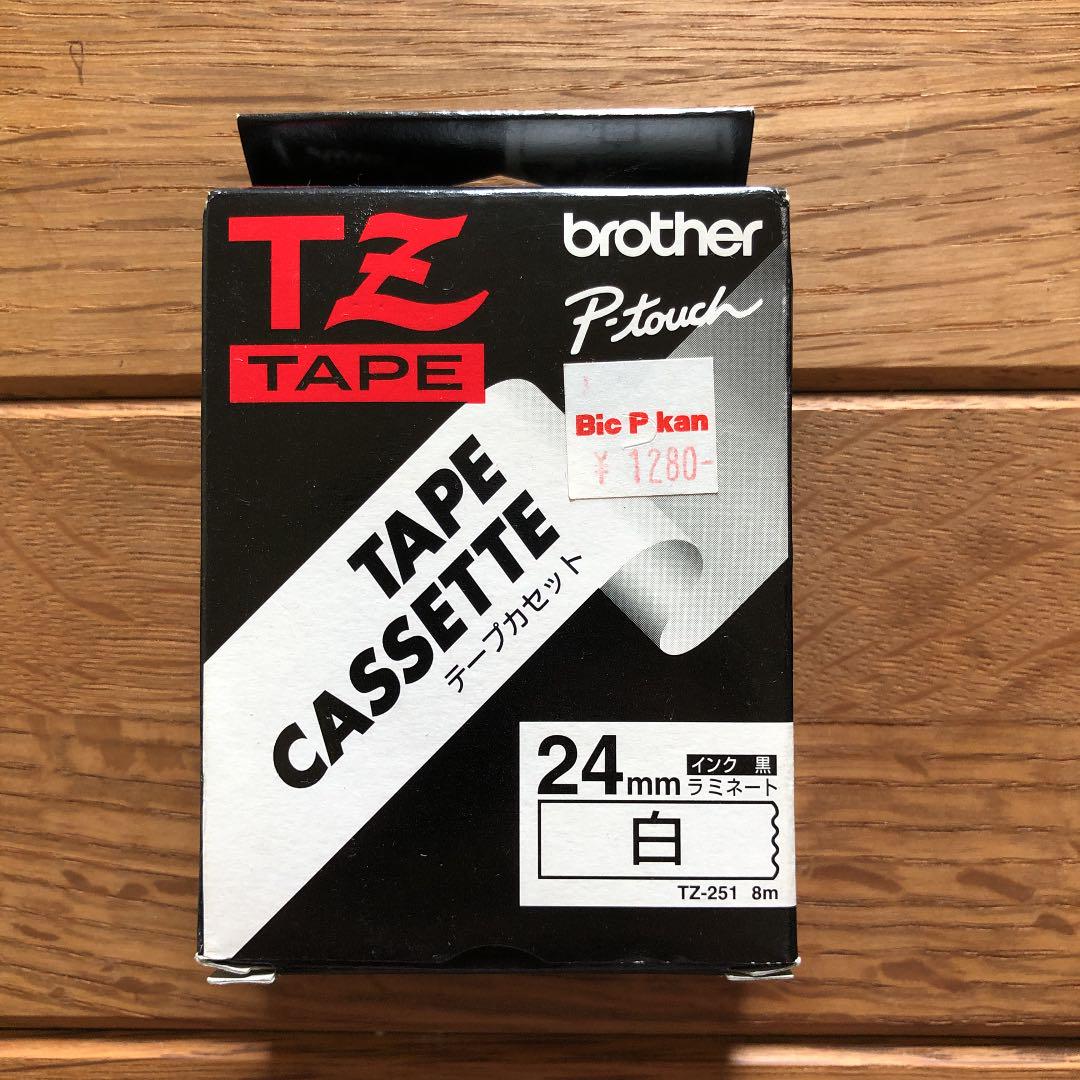 TZ
TAPE
brother
P-touch
Bic P kan
¥ 1280-
TAPE
CASSETTE
テープカセット
24mm
インク 黒
ラミネート
白
TZ-251 8m